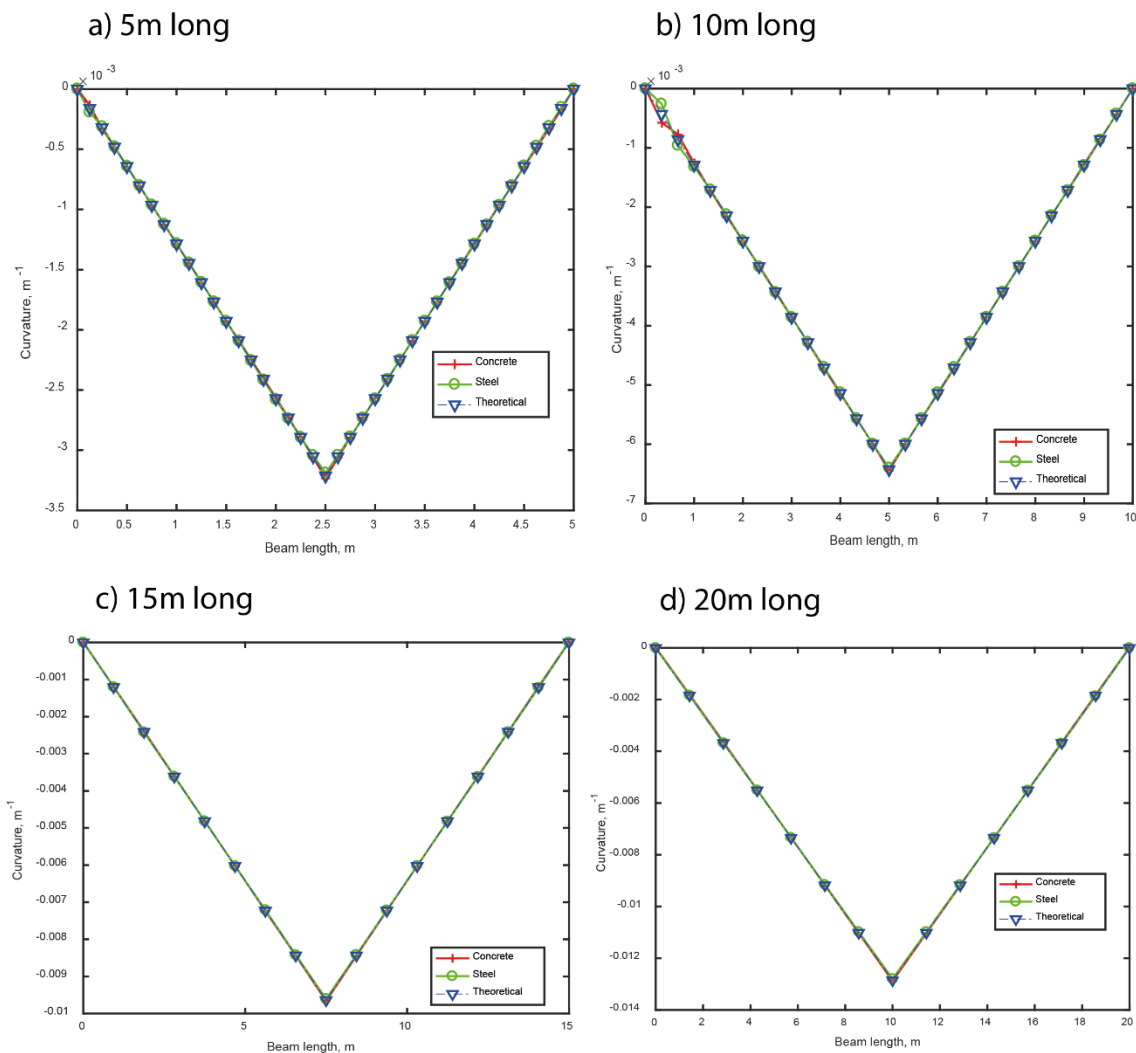 a) 5m long
× 10 -3
0
-0.5
-1
-1.5
-2
-2.5
-3
-3.5
Curvature, m -1
Concrete
Steel
Theoretical
0 0.5 1 1.5 2 2.5 3 3.5 4 4.5 5
Beam length, m
b) 10m long
× 10 -3
0
-1
-2
-3
-4
-5
-6
-7
Curvature, m -1
Concrete
Steel
Theoretical
0 1 2 3 4 5 6 7 8 9 10
Beam length, m
c) 15m long
0
-0.001
-0.002
-0.003
-0.004
-0.005
-0.006
-0.007
-0.008
-0.009
-0.01
Curvature, m -1
Concrete
Steel
Theoretical
0 5 10 15
Beam length, m
d) 20m long
0
-0.002
-0.004
-0.006
-0.008
-0.01
-0.012
-0.014
Curvature, m -1
Concrete
Steel
Theoretical
0 2 4 6 8 10 12 14 16 18 20
Beam length, m